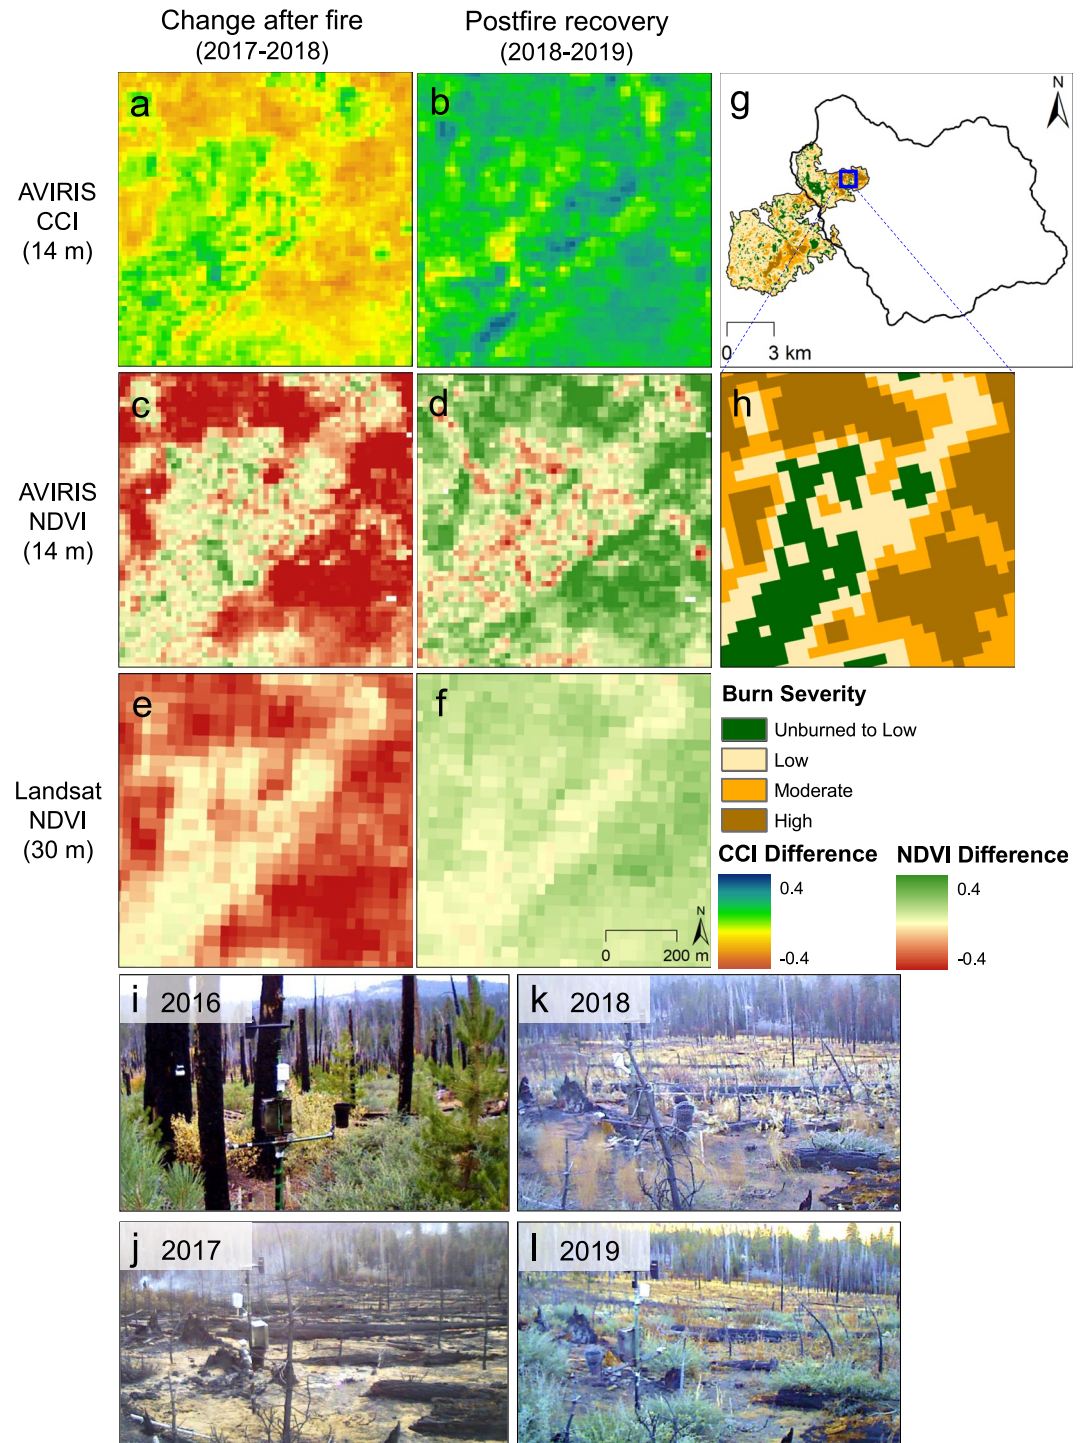 Change after fire
(2017-2018)
Postfire recovery
(2018-2019)
AVIRIS
CCI
(14 m)
a
b
g
N
0 3 km
AVIRIS
NDVI
(14 m)
c
d
h
Landsat
NDVI
(30 m)
e
f
N
0 200 m
Burn Severity
Unburned to Low
Low
Moderate
High
CCI Difference
0.4
-0.4
NDVI Difference
0.4
-0.4
i 2016
k 2018
j 2017
l 2019